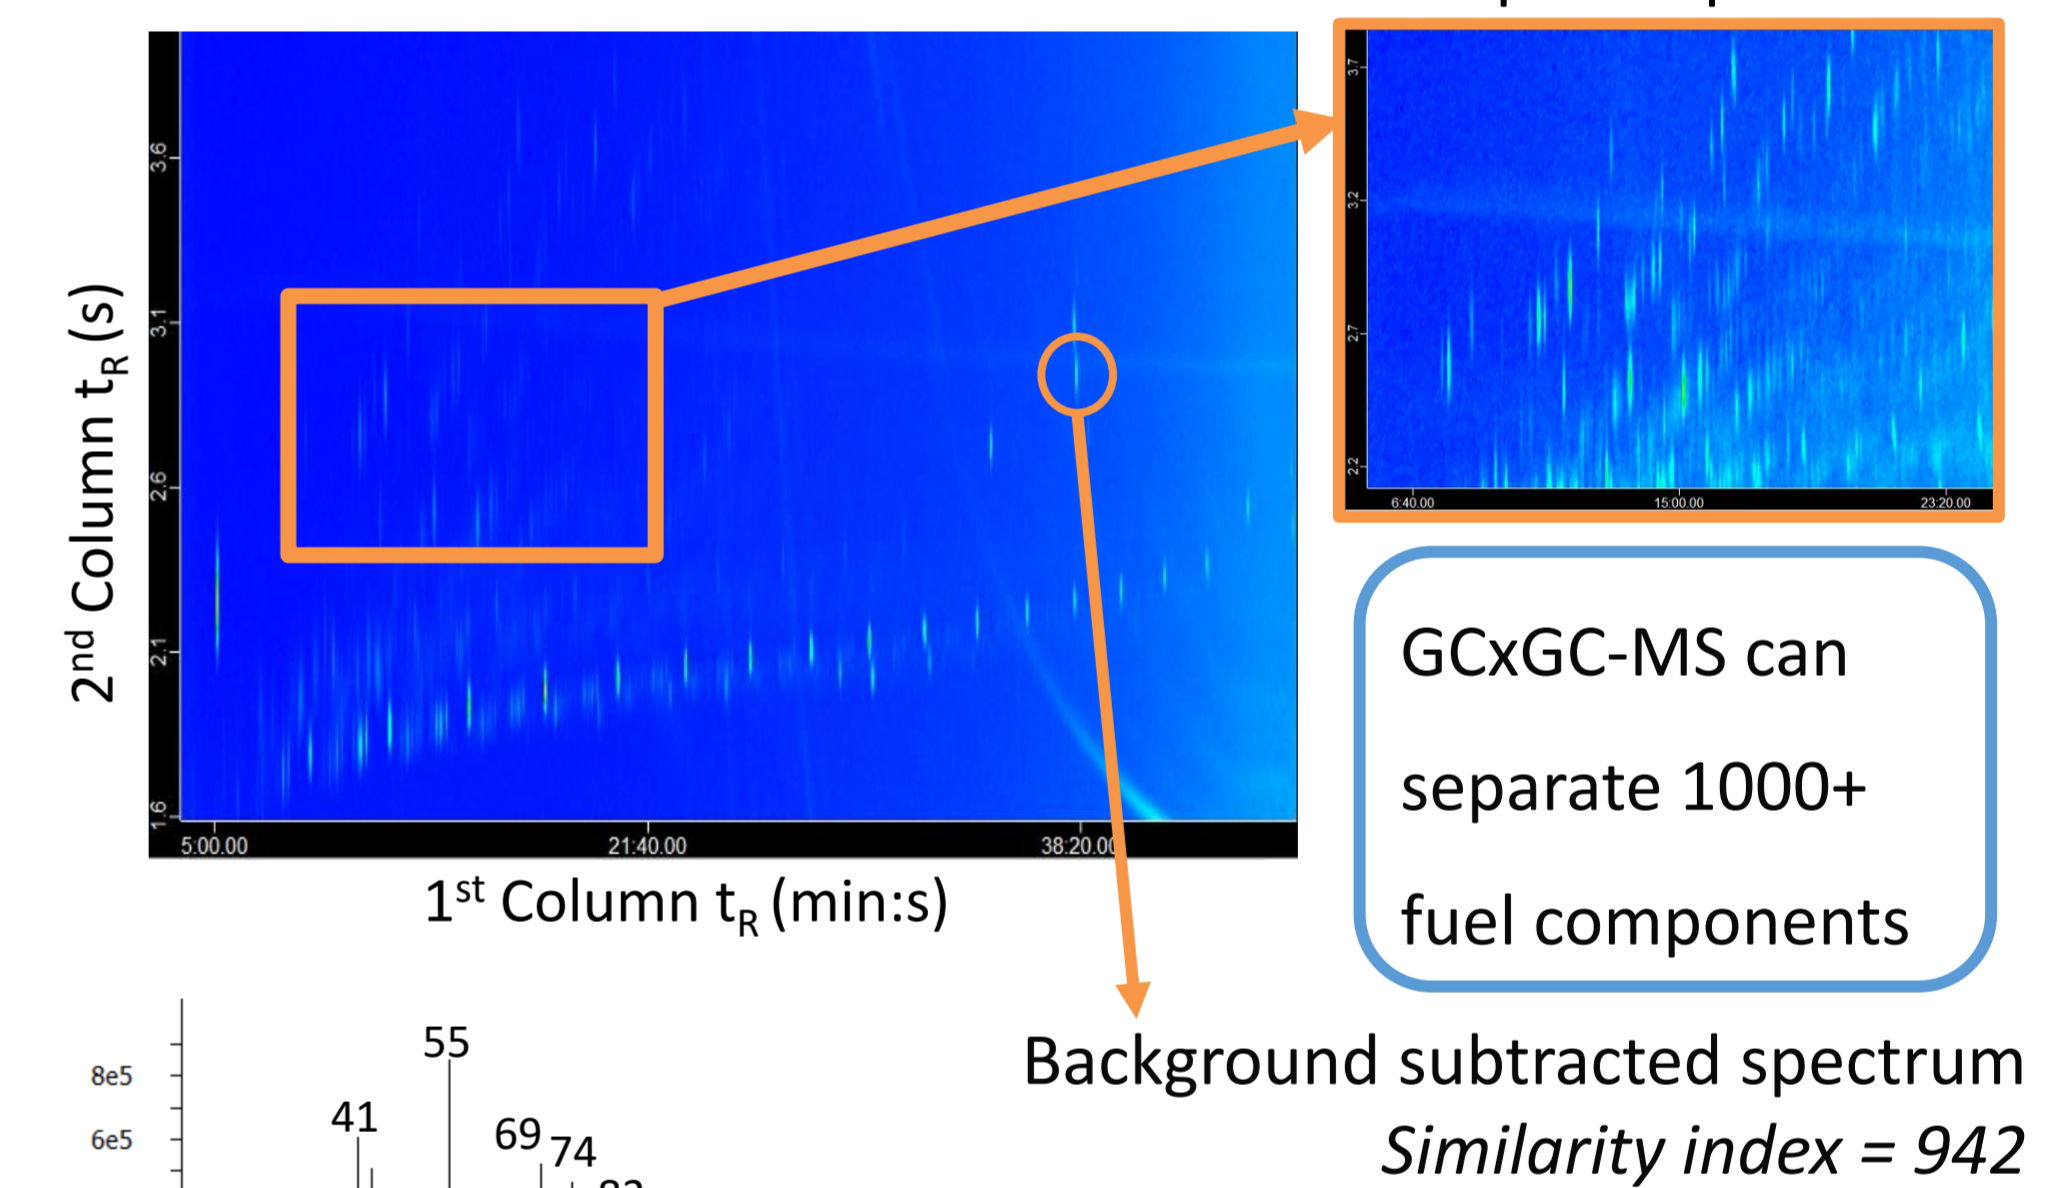 3.6
3.1
2.6
2.1
1.6
2nd Column tR (s)
5:00.00 21:40.00 38:20.00
1st Column tR (min:s)
3.7
3.2
2.7
2.2
6:40.00 15:00.00 23:20.00
GCxGC-MS can
separate 1000+
fuel components
Background subtracted spectrum
Similarity index = 942
55
8e5
41
69 74
6e5